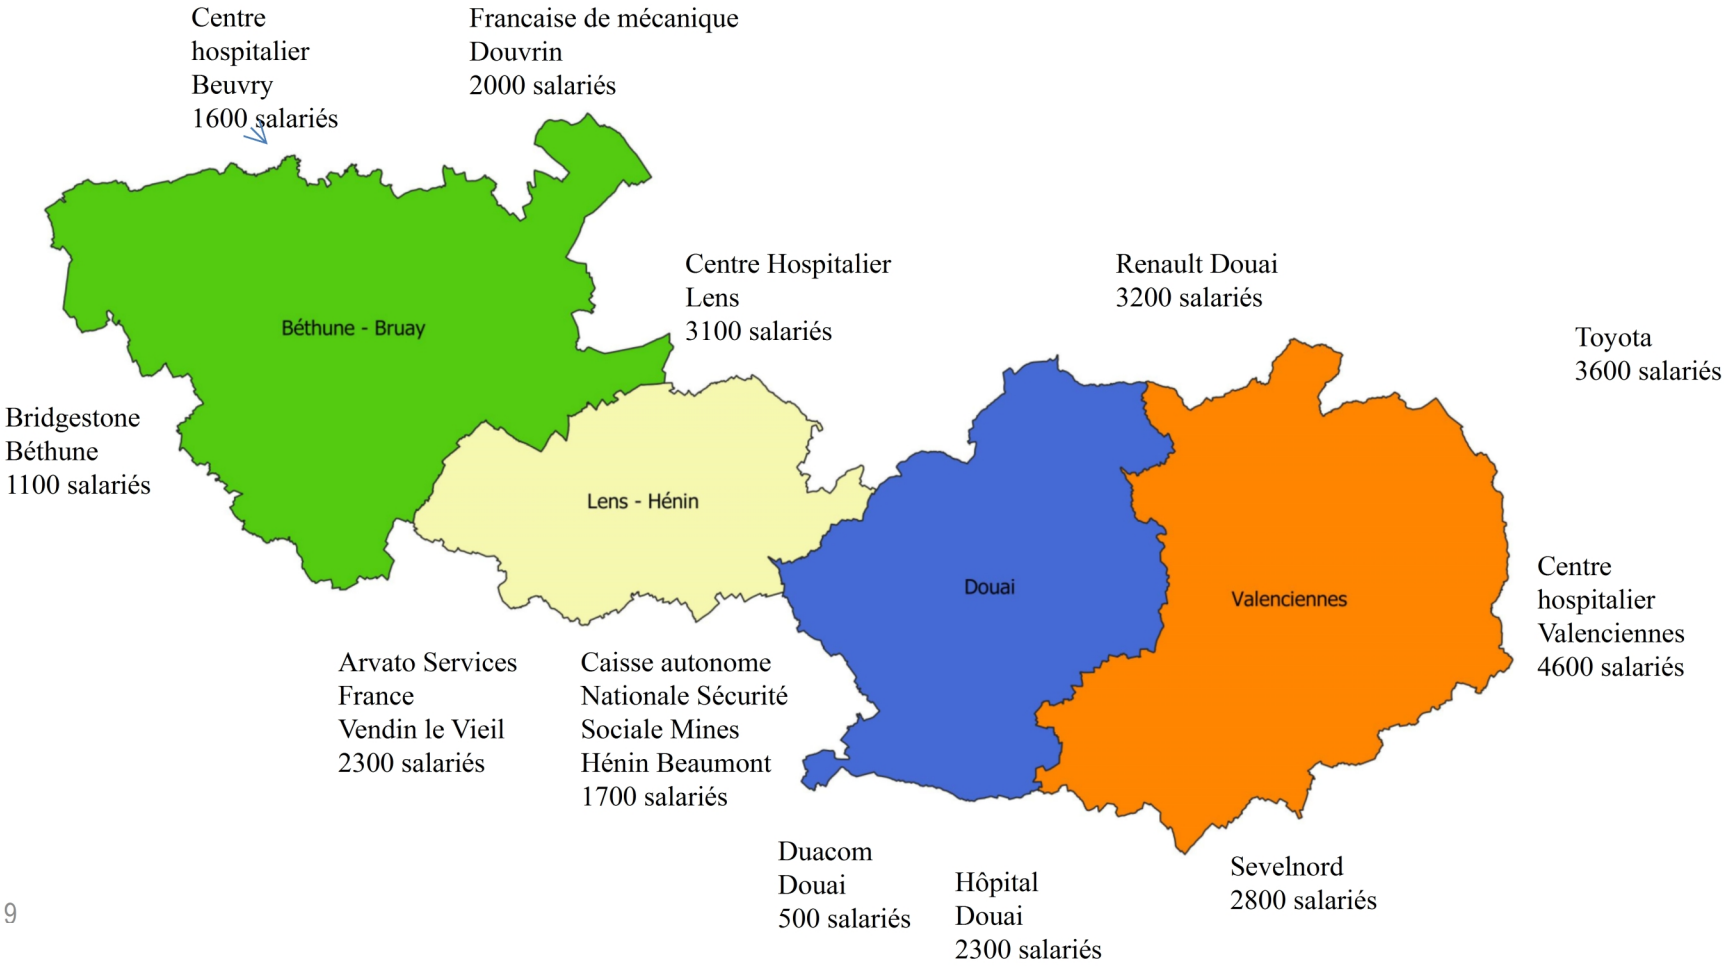 Centre
hospitalier
Beuvry
1600 salariés
Francaise de mécanique
Douvrin
2000 salariés
Centre Hospitalier
Lens
3100 salariés
Renault Douai
3200 salariés
Toyota
3600 salariés
Béthune - Bruay
Bridgestone
Béthune
1100 salariés
Lens - Hénin
Douai
Valenciennes
Centre
hospitalier
Valenciennes
4600 salariés
Arvato Services
France
Vendin le Vieil
2300 salariés
Caisse autonome
Nationale Sécurité
Sociale Mines
Hénin Beaumont
1700 salariés
Duacom
Douai
500 salariés
Hôpital
Douai
2300 salariés
Sevelnord
2800 salariés
9